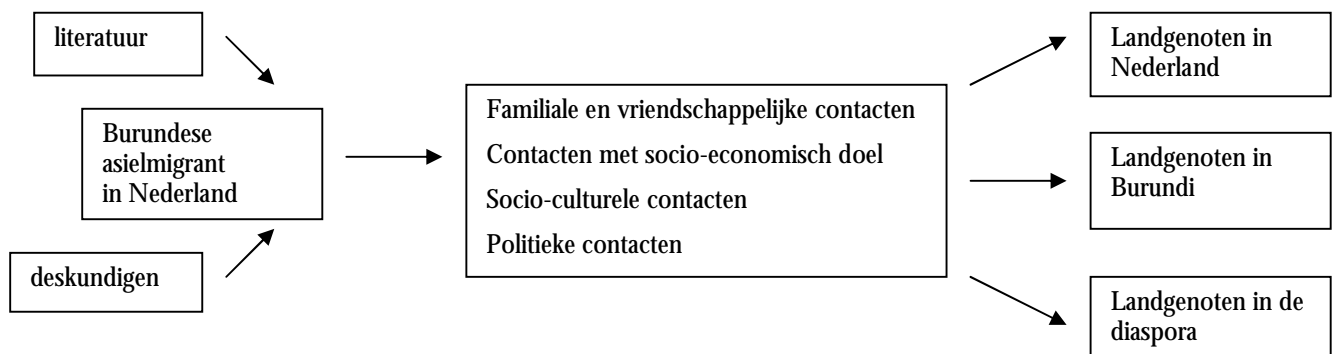 literatuur
Burundese
asielmigrant
in Nederland
deskundigen
Familiale en vriendschappelijke contacten
Contacten met socio-economisch doel
Socio-culturele contacten
Politieke contacten
Landgenoten in
Nederland
Landgenoten in
Burundi
Landgenoten in de
diaspora